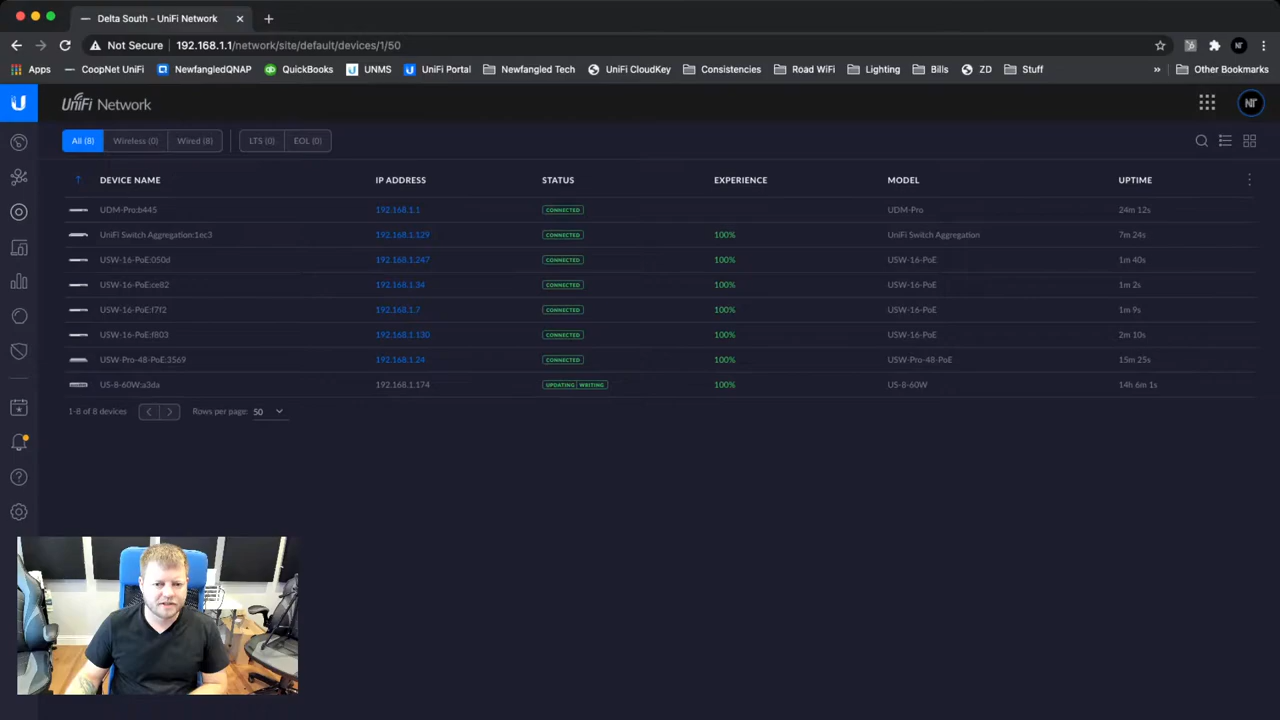 Delta South - UniFi Network
Not Secure 192.168.1.1/network/site/default/devices/1/50 NT
Apps CoopNet UniFi NewfangledQNAP QuickBooks UNMS UniFi Portal Newfangled Tech UniFi CloudKey Consistencies Road WiFi Lighting Bills ZD Stuff » Other Bookmarks
UniFi Network NT
All (8) Wireless (0) Wired (8) LTS (0) EOL (0)
DEVICE NAME IP ADDRESS STATUS EXPERIENCE MODEL UPTIME
UDM-Pro:b445 192.168.1.1 CONNECTED UDM-Pro 24m 12s
UniFi Switch Aggregation:1ec3 192.168.1.129 CONNECTED 100% UniFi Switch Aggregation 7m 24s
USW-16-PoE:050d 192.168.1.247 CONNECTED 100% USW-16-PoE 1m 40s
USW-16-PoE:ce82 192.168.1.34 CONNECTED 100% USW-16-PoE 1m 2s
USW-16-PoE:f7f2 192.168.1.7 CONNECTED 100% USW-16-PoE 1m 9s
USW-16-PoE:f803 192.168.1.130 CONNECTED 100% USW-16-PoE 2m 10s
USW-Pro-48-PoE:3569 192.168.1.24 CONNECTED 100% USW-Pro-48-PoE 15m 25s
US-8-60W:a3da 192.168.1.174 UPDATING WRITING 100% US-8-60W 14h 6m 1s
1-8 of 8 devices Rows per page: 50